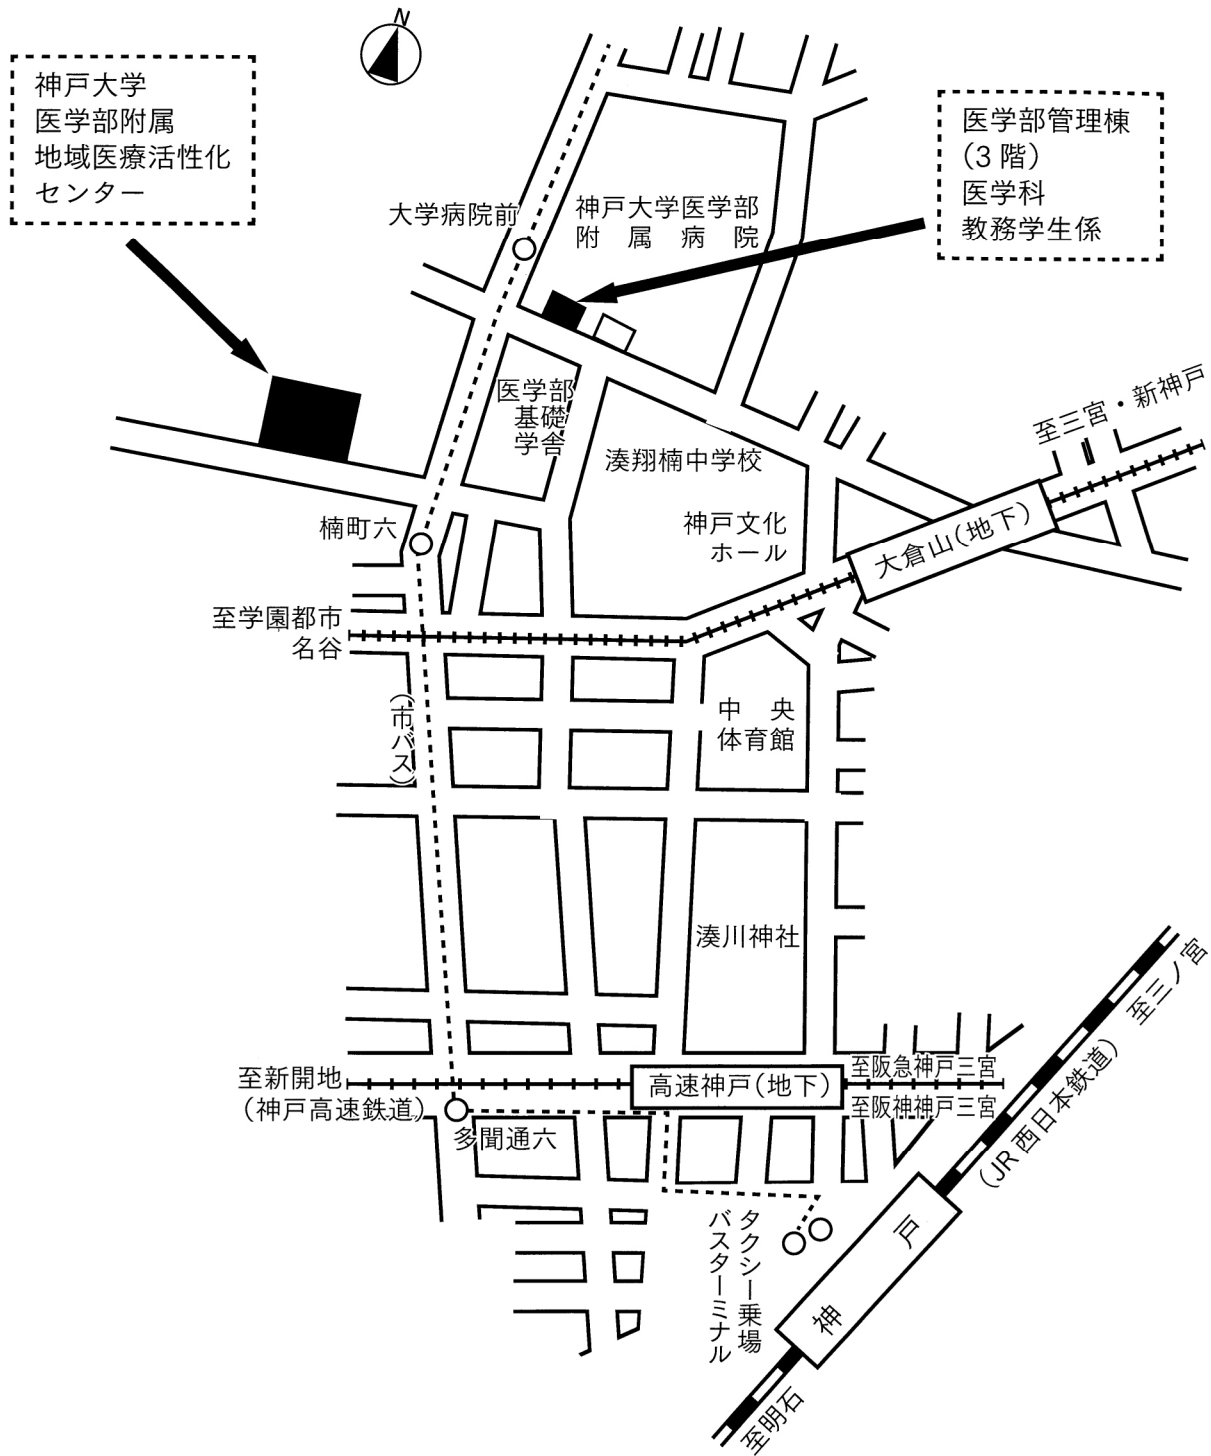 N
神戸大学
医学部附属
地域医療活性化
センター
医学部管理棟
(3階)
医学科
教務学生係
大学病院前
神戸大学医学部
附属病院
医学部
基礎
学舎
湊翔楠中学校
至三宮・新神戸
神戸文化
ホール
大倉山(地下)
楠町六
至学園都市
名谷
(市バス)
中央
体育館
湊川神社
至三ノ宮
(JR西日本鉄道)
至新開地
(神戸高速鉄道)
高速神戸(地下)
至阪急神戸三宮
至阪神神戸三宮
多聞通六
タクシー乗場
バスターミナル
神戸
至明石